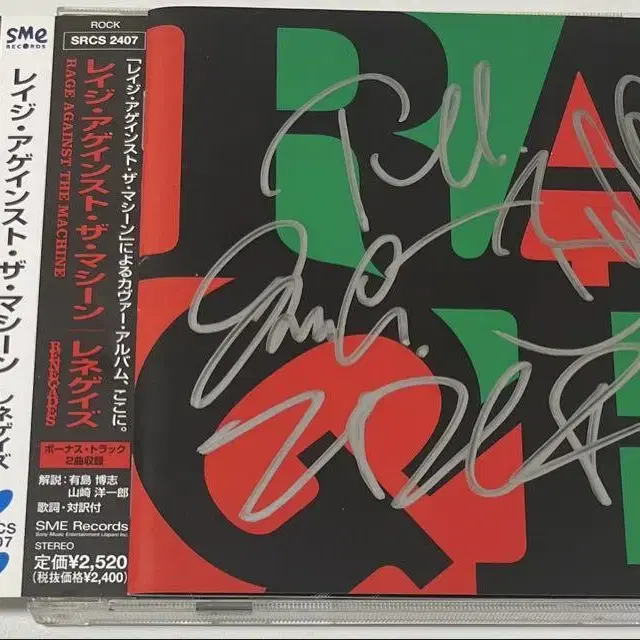 SMe
RECORDS
レイジ・アゲインスト・ザ・マシーン レネゲイズ
ROCK
SRCS 2407
レイジ・アゲインスト・ザ・マシーン | レネゲイズ
RAGE AGAINST THE MACHINE
RENEGADES
「レイジ・アゲインスト・ザ・マシーン」によるカヴァー・アルバム、ここに。
ボーナス・トラック
2曲収録
解説：有島 博志
山崎 洋一郎
歌詞・対訳付
SME Records
Sony Music Entertainment (Japan) Inc.
STEREO
定価¥2,520
(税抜価格¥2,400)
CS
07
RA